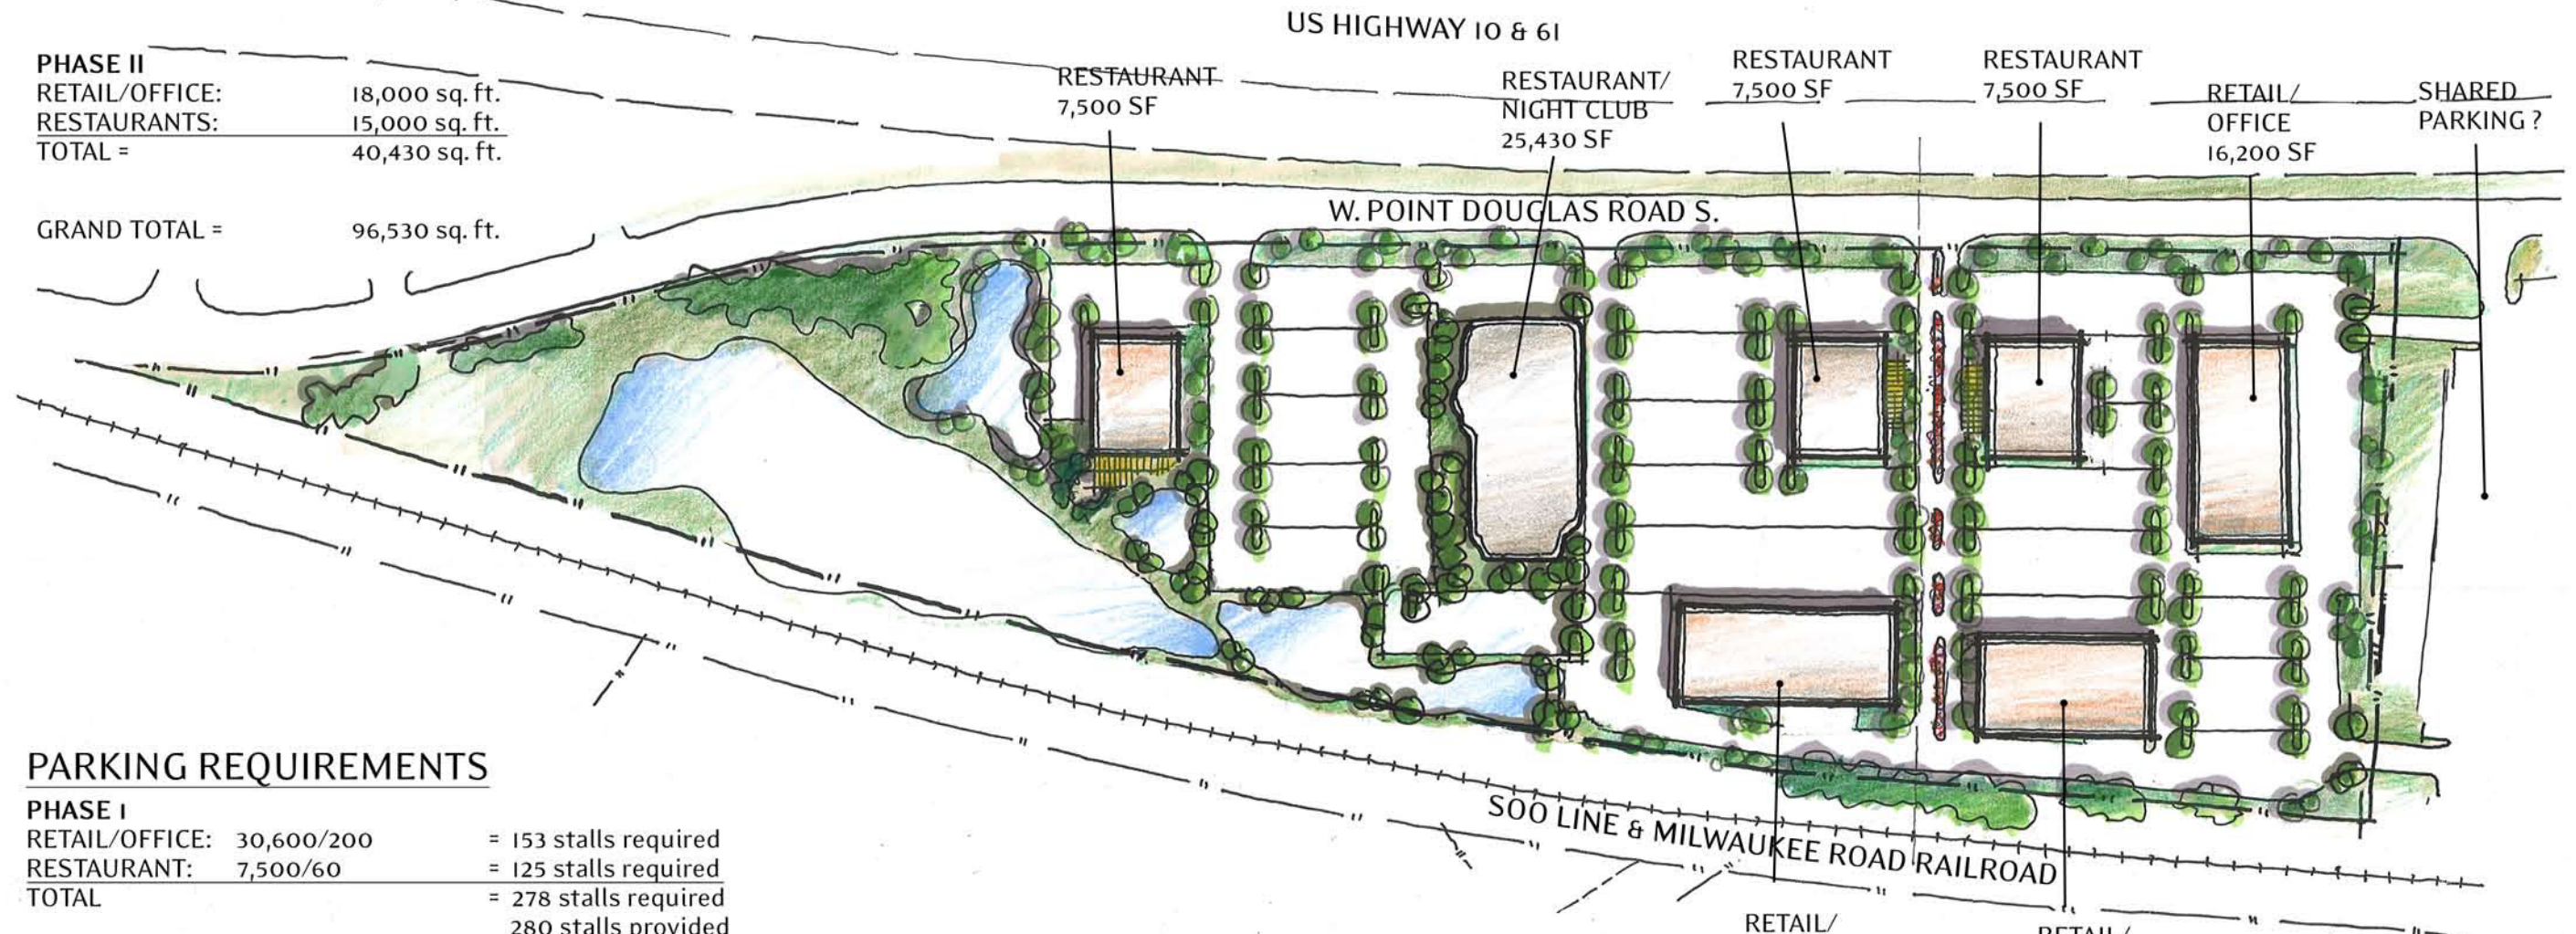 US HIGHWAY 10 & 61
PHASE II
RETAIL/OFFICE: 18,000 sq. ft.
RESTAURANTS: 15,000 sq. ft.
TOTAL = 40,430 sq. ft.
GRAND TOTAL = 96,530 sq. ft.
RESTAURANT
7,500 SF
RESTAURANT/
NIGHT CLUB
25,430 SF
RESTAURANT
7,500 SF
RESTAURANT
7,500 SF
RETAIL/
OFFICE
16,200 SF
SHARED
PARKING ?
W. POINT DOUGLAS ROAD S.
SOO LINE & MILWAUKEE ROAD RAILROAD
PARKING REQUIREMENTS
PHASE I
RETAIL/OFFICE: 30,600/200 = 153 stalls required
RESTAURANT: 7,500/60 = 125 stalls required
TOTAL = 278 stalls required
280 stalls provided
RETAIL/
RETAIL/